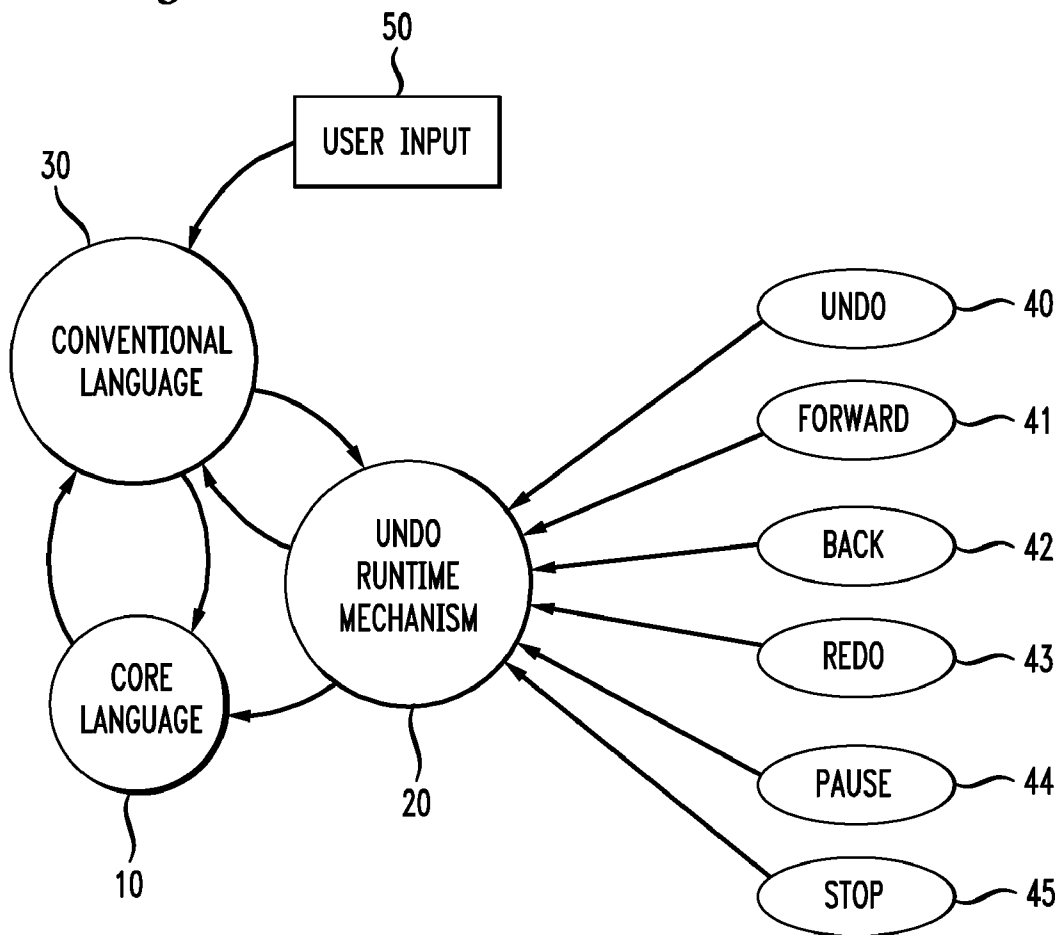 50
USER INPUT
30
CONVENTIONAL
LANGUAGE
UNDO
40
FORWARD
41
UNDO
RUNTIME
MECHANISM
BACK
42
REDO
43
CORE
LANGUAGE
PAUSE
44
20
10
STOP
45